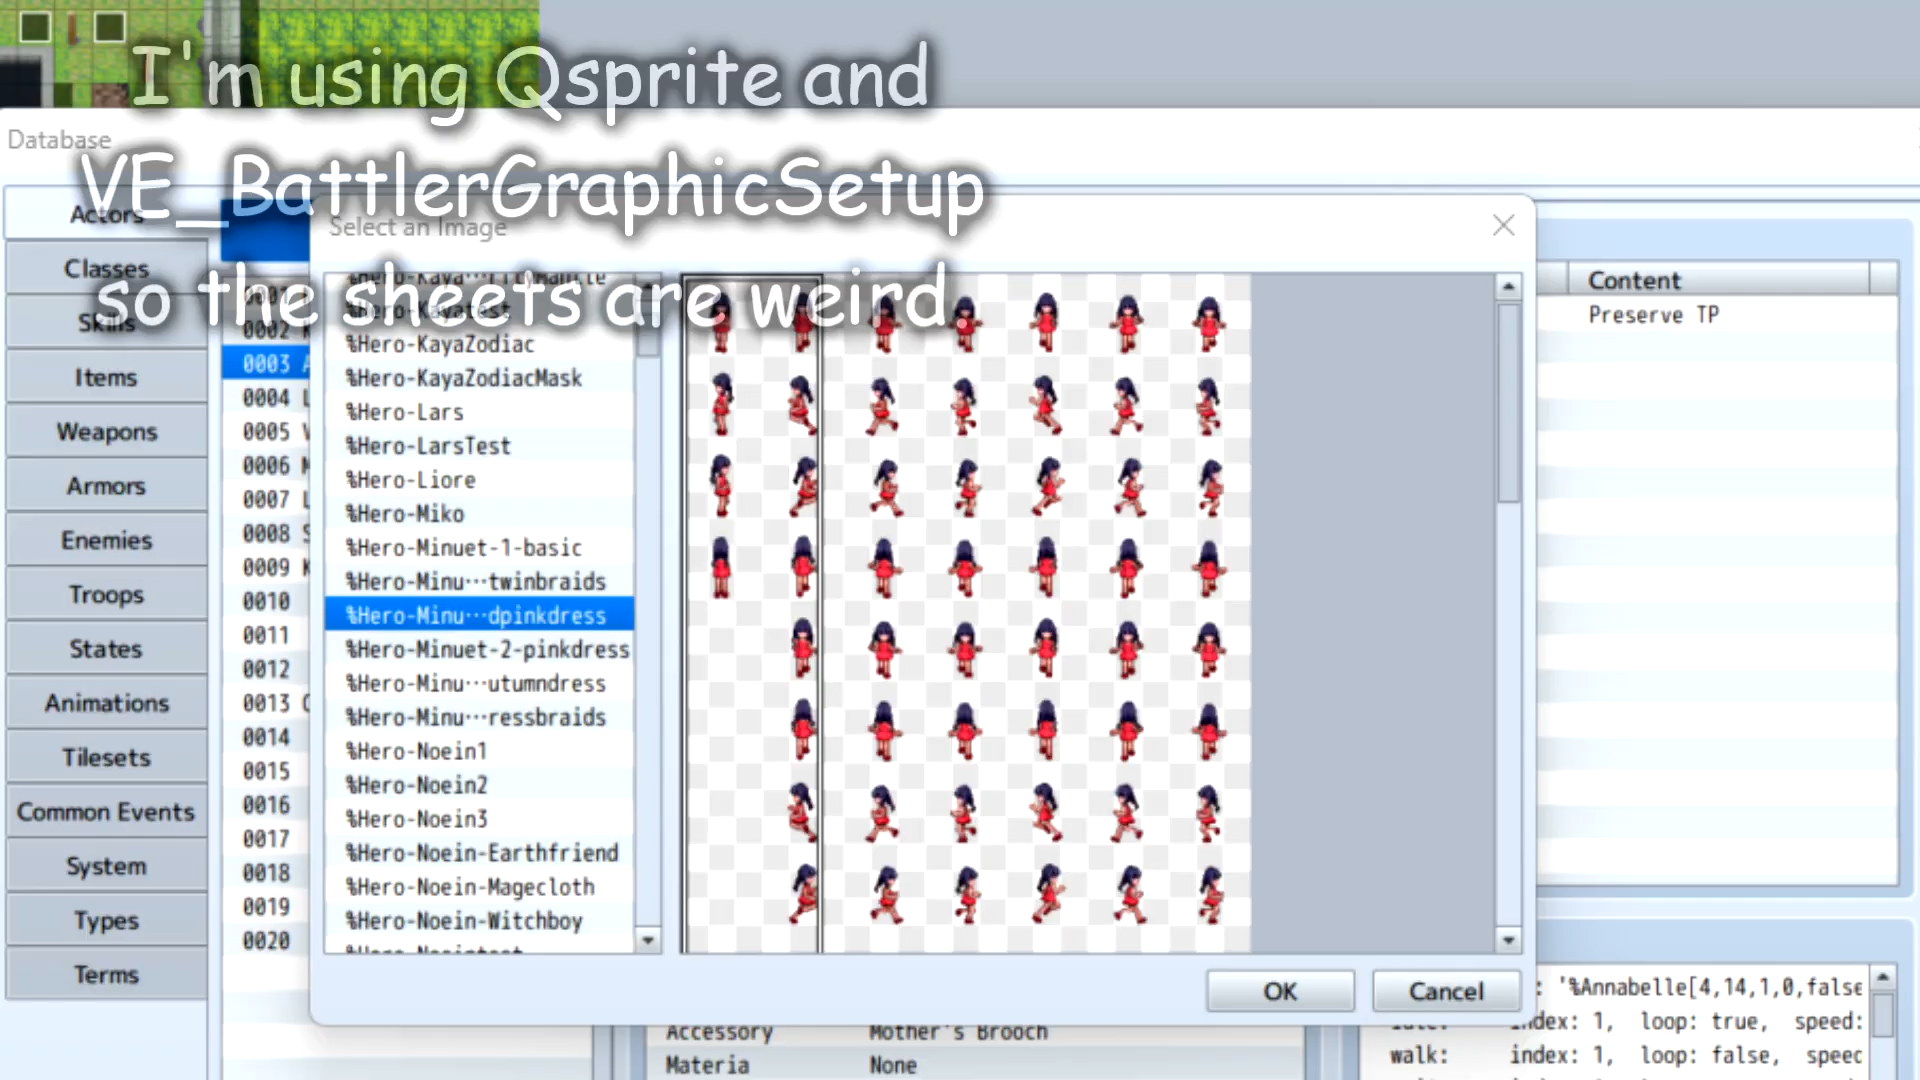 I'm using Qsprite and
VE_BattlerGraphicSetup
so the sheets are weird.
Database
Actors
Classes
Skills
Items
Weapons
Armors
Enemies
Troops
States
Animations
Tilesets
Common Events
System
Types
Terms
0002
0003 A
0004 L
0005 V
0006 M
0007 L
0008 S
0009 K
0010
0011
0012
0013 C
0014
0015
0016
0017
0018
0019
0020
Select an Image
%Hero-Kayatest
%Hero-KayaZodiac
%Hero-KayaZodiacMask
%Hero-Lars
%Hero-LarsTest
%Hero-Liore
%Hero-Miko
%Hero-Minuet-1-basic
%Hero-Minu…twinbraids
%Hero-Minu…dpinkdress
%Hero-Minuet-2-pinkdress
%Hero-Minu…utumndress
%Hero-Minu…ressbraids
%Hero-Noein1
%Hero-Noein2
%Hero-Noein3
%Hero-Noein-Earthfriend
%Hero-Noein-Magecloth
%Hero-Noein-Witchboy
OK
Cancel
Content
Preserve TP
Accessory Mother's Brooch
Materia None
: '%Annabelle[4,14,1,0,false
index: 1, loop: true, speed:
walk: index: 1, loop: false, speed